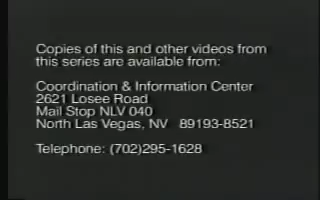 Copies of this and other videos from
this series are available from:
Coordination & Information Center
2621 Losee Road
Mail Stop NLV 040
North Las Vegas, NV 89193-8521
Telephone: (702)295-1628